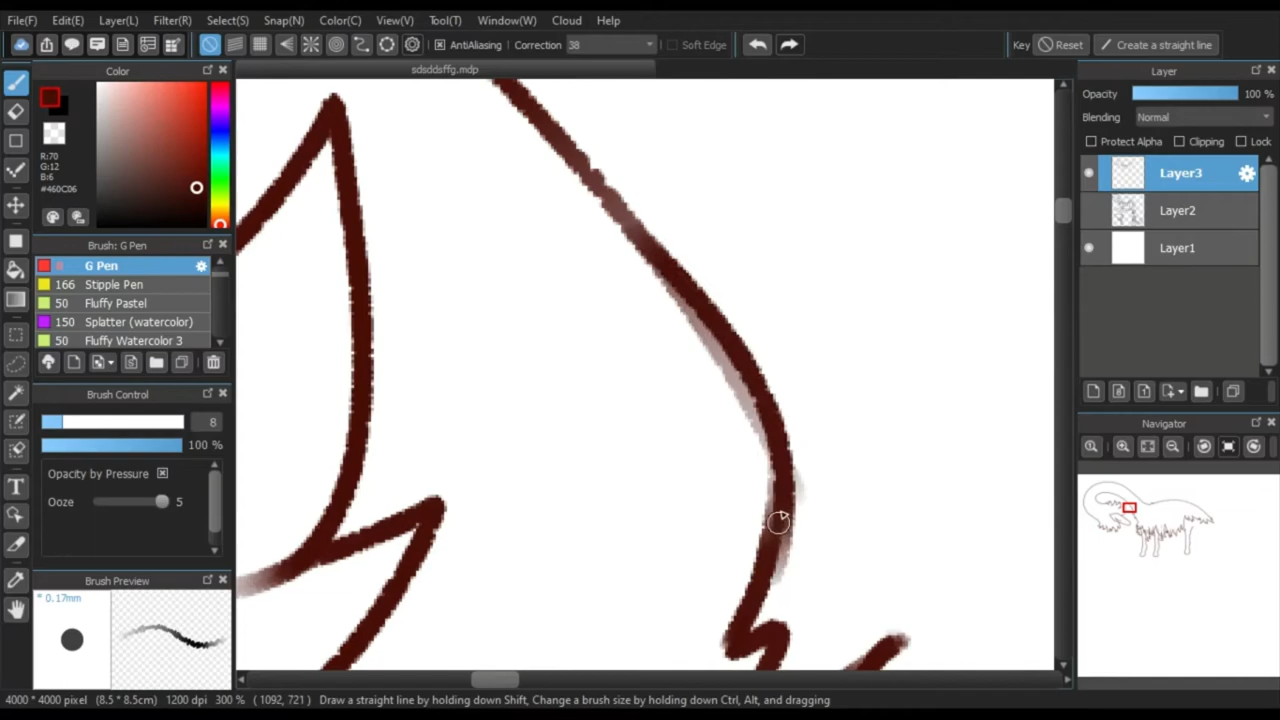 File(F) Edit(E) Layer(L) Filter(R) Select(S) Snap(N) Color(C) View(V) Tool(T) Window(W) Cloud Help
AntiAliasing Correction 38 Soft Edge Key Reset Create a straight line
Color
R:70
G:12
B:6
#460C06
Brush: G Pen
8 G Pen
166 Stipple Pen
50 Fluffy Pastel
150 Splatter (watercolor)
50 Fluffy Watercolor 3
Brush Control
8
100 %
Opacity by Pressure
Ooze 5
Brush Preview
* 0.17mm
sdsddsffg.mdp
Layer
Opacity 100 %
Blending Normal
Protect Alpha Clipping Lock
Layer3
Layer2
Layer1
Navigator
4000 * 4000 pixel (8.5 * 8.5cm) 1200 dpi 300 % ( 1092, 721 ) Draw a straight line by holding down Shift, Change a brush size by holding down Ctrl, Alt, and dragging